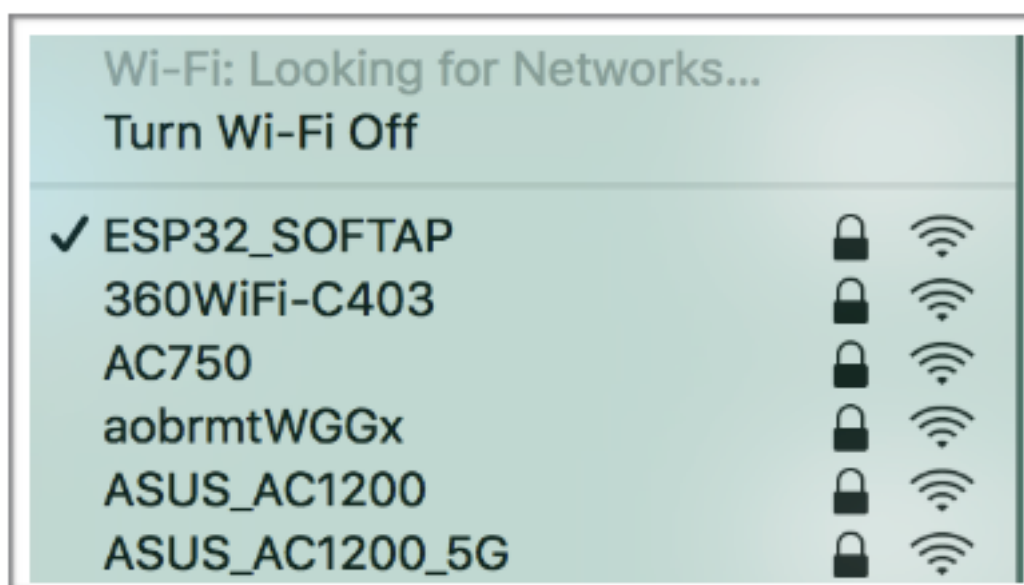 Wi-Fi: Looking for Networks...
Turn Wi-Fi Off
ESP32_SOFTAP
360WiFi-C403
AC750
aobrmtWGGx
ASUS_AC1200
ASUS_AC1200_5G